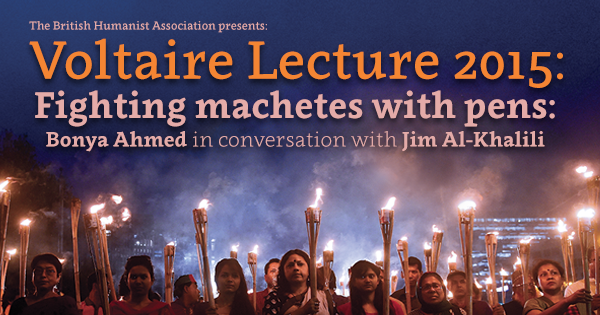 The British Humanist Association presents:
Voltaire Lecture 2015:
Fighting machetes with pens:
Bonya Ahmed in conversation with Jim Al-Khalili